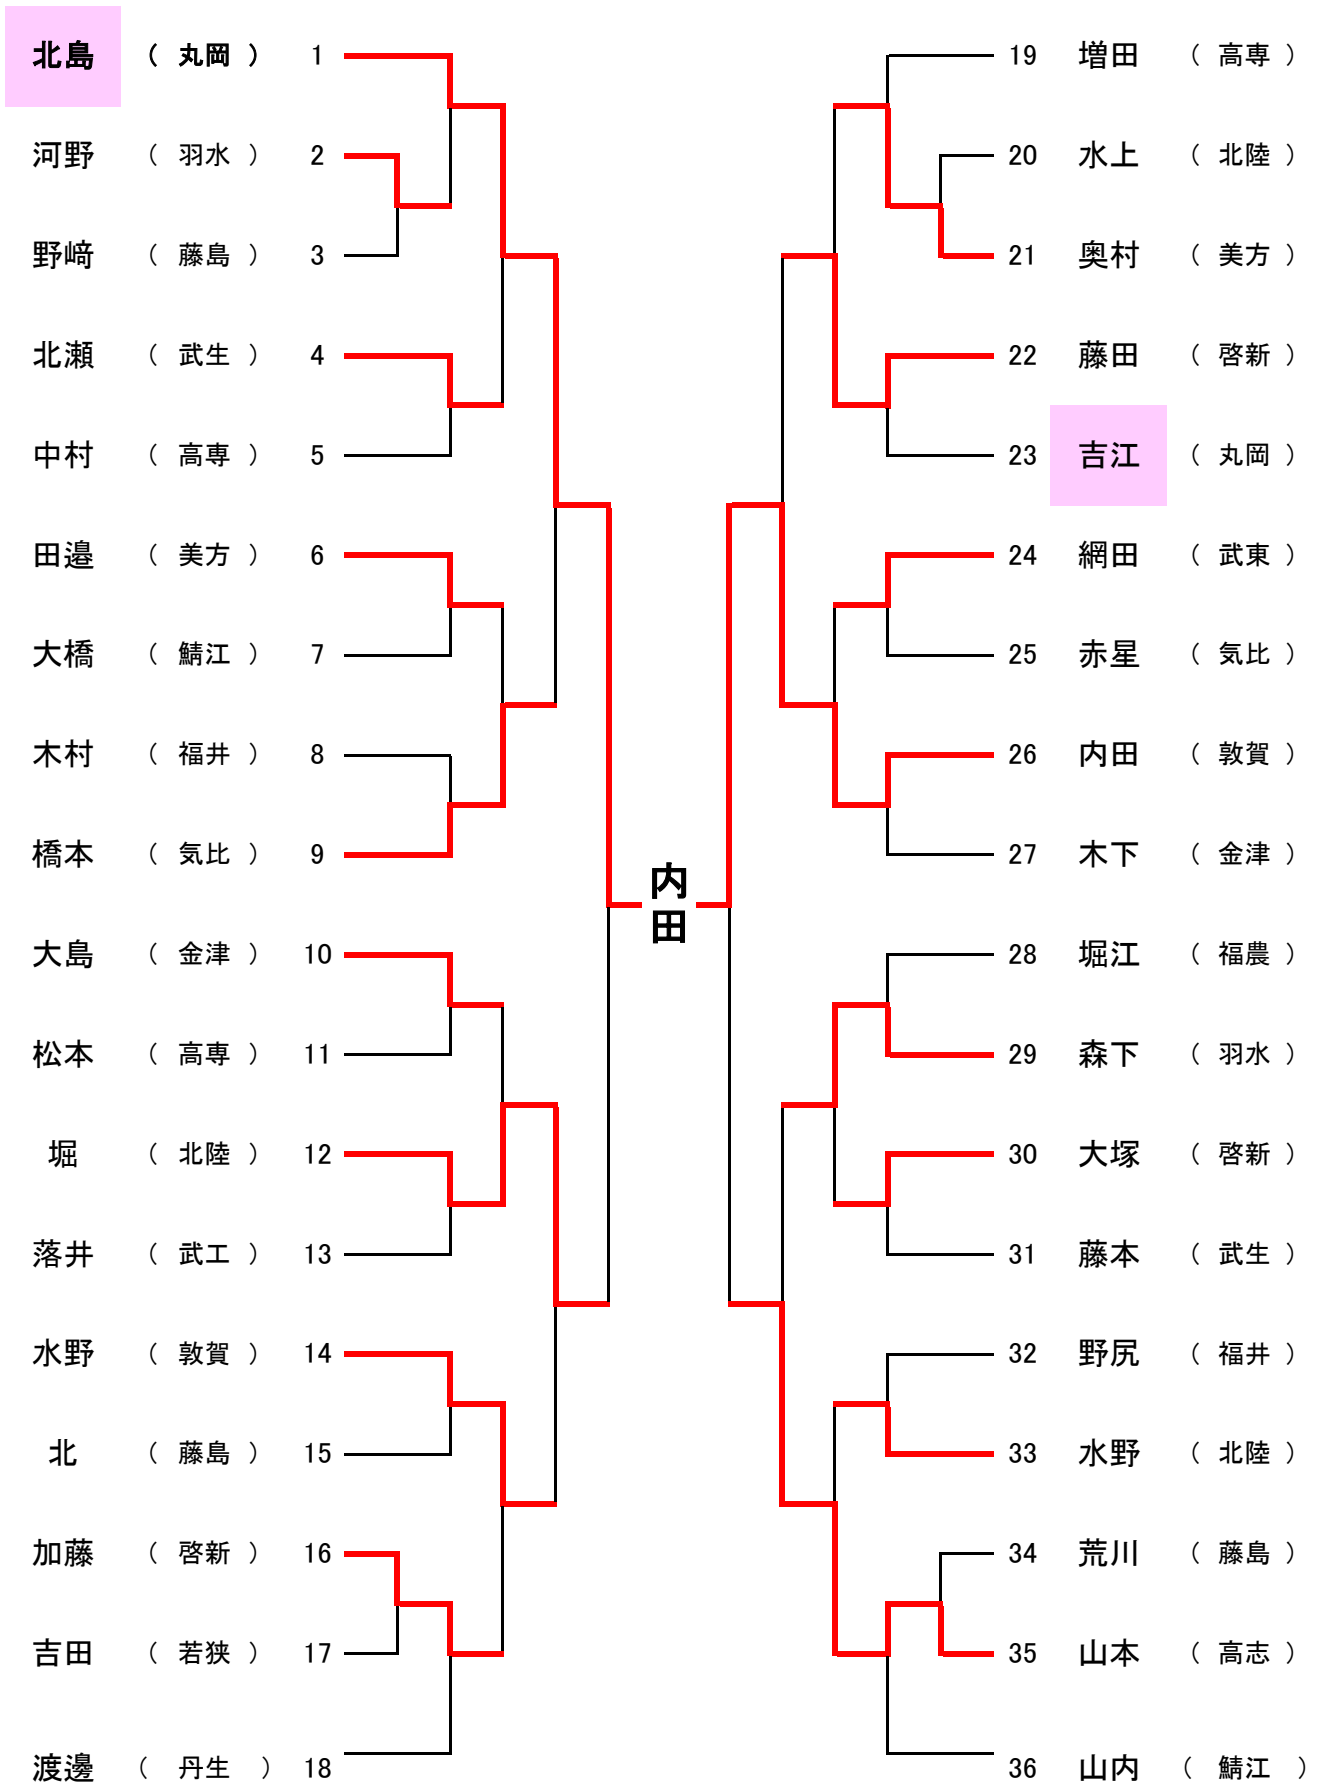 北島 （ 丸岡 ） 1
河野 （ 羽水 ） 2
野﨑 （ 藤島 ） 3
北瀬 （ 武生 ） 4
中村 （ 高専 ） 5
田邉 （ 美方 ） 6
大橋 （ 鯖江 ） 7
木村 （ 福井 ） 8
橋本 （ 気比 ） 9
大島 （ 金津 ） 10
松本 （ 高専 ） 11
堀 （ 北陸 ） 12
落井 （ 武工 ） 13
水野 （ 敦賀 ） 14
北 （ 藤島 ） 15
加藤 （ 啓新 ） 16
吉田 （ 若狭 ） 17
渡邊 （ 丹生 ） 18
内田
19 増田 （ 高専 ）
20 水上 （ 北陸 ）
21 奥村 （ 美方 ）
22 藤田 （ 啓新 ）
23 吉江 （ 丸岡 ）
24 網田 （ 武東 ）
25 赤星 （ 気比 ）
26 内田 （ 敦賀 ）
27 木下 （ 金津 ）
28 堀江 （ 福農 ）
29 森下 （ 羽水 ）
30 大塚 （ 啓新 ）
31 藤本 （ 武生 ）
32 野尻 （ 福井 ）
33 水野 （ 北陸 ）
34 荒川 （ 藤島 ）
35 山本 （ 高志 ）
36 山内 （ 鯖江 ）